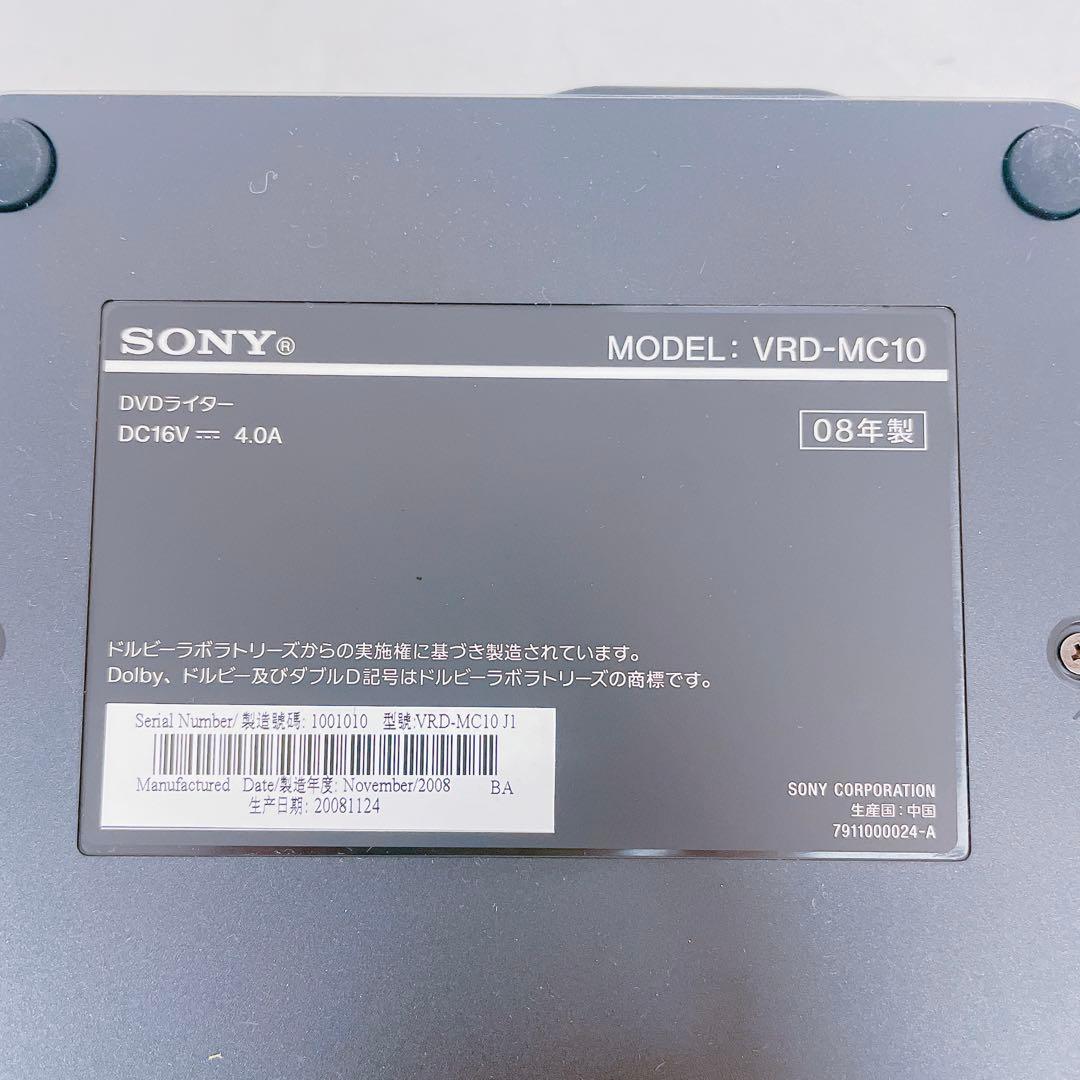 SONY®
MODEL: VRD-MC10
DVDライター
DC16V ⎓ 4.0A
08年製
ドルビーラボラトリーズからの実施権に基づき製造されています。
Dolby、ドルビー及びダブルD記号はドルビーラボラトリーズの商標です。
Serial Number/ 製造號碼: 1001010 型號:VRD-MC10 J1
Manufactured Date/製造年度: November/2008 BA
生产日期: 20081124
SONY CORPORATION
生産国:中国
7911000024-A